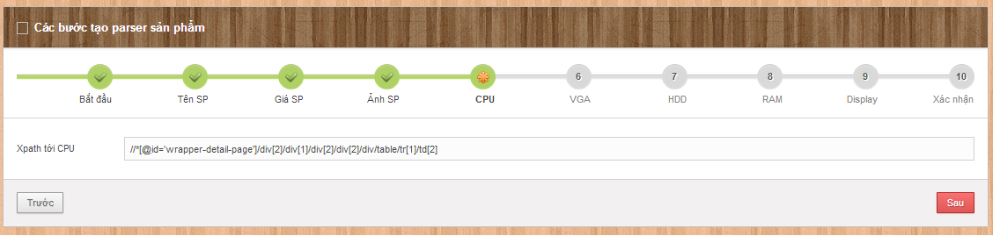 Các bước tạo parser sản phẩm
6 7 8 9 10
Bắt đầu Tên SP Giá SP Ảnh SP CPU VGA HDD RAM Display Xác nhận
Xpath tới CPU //*[@id='wrapper-detail-page']/div[2]/div[1]/div[2]/div[2]/div/table/tr[1]/td[2]
Trước Sau